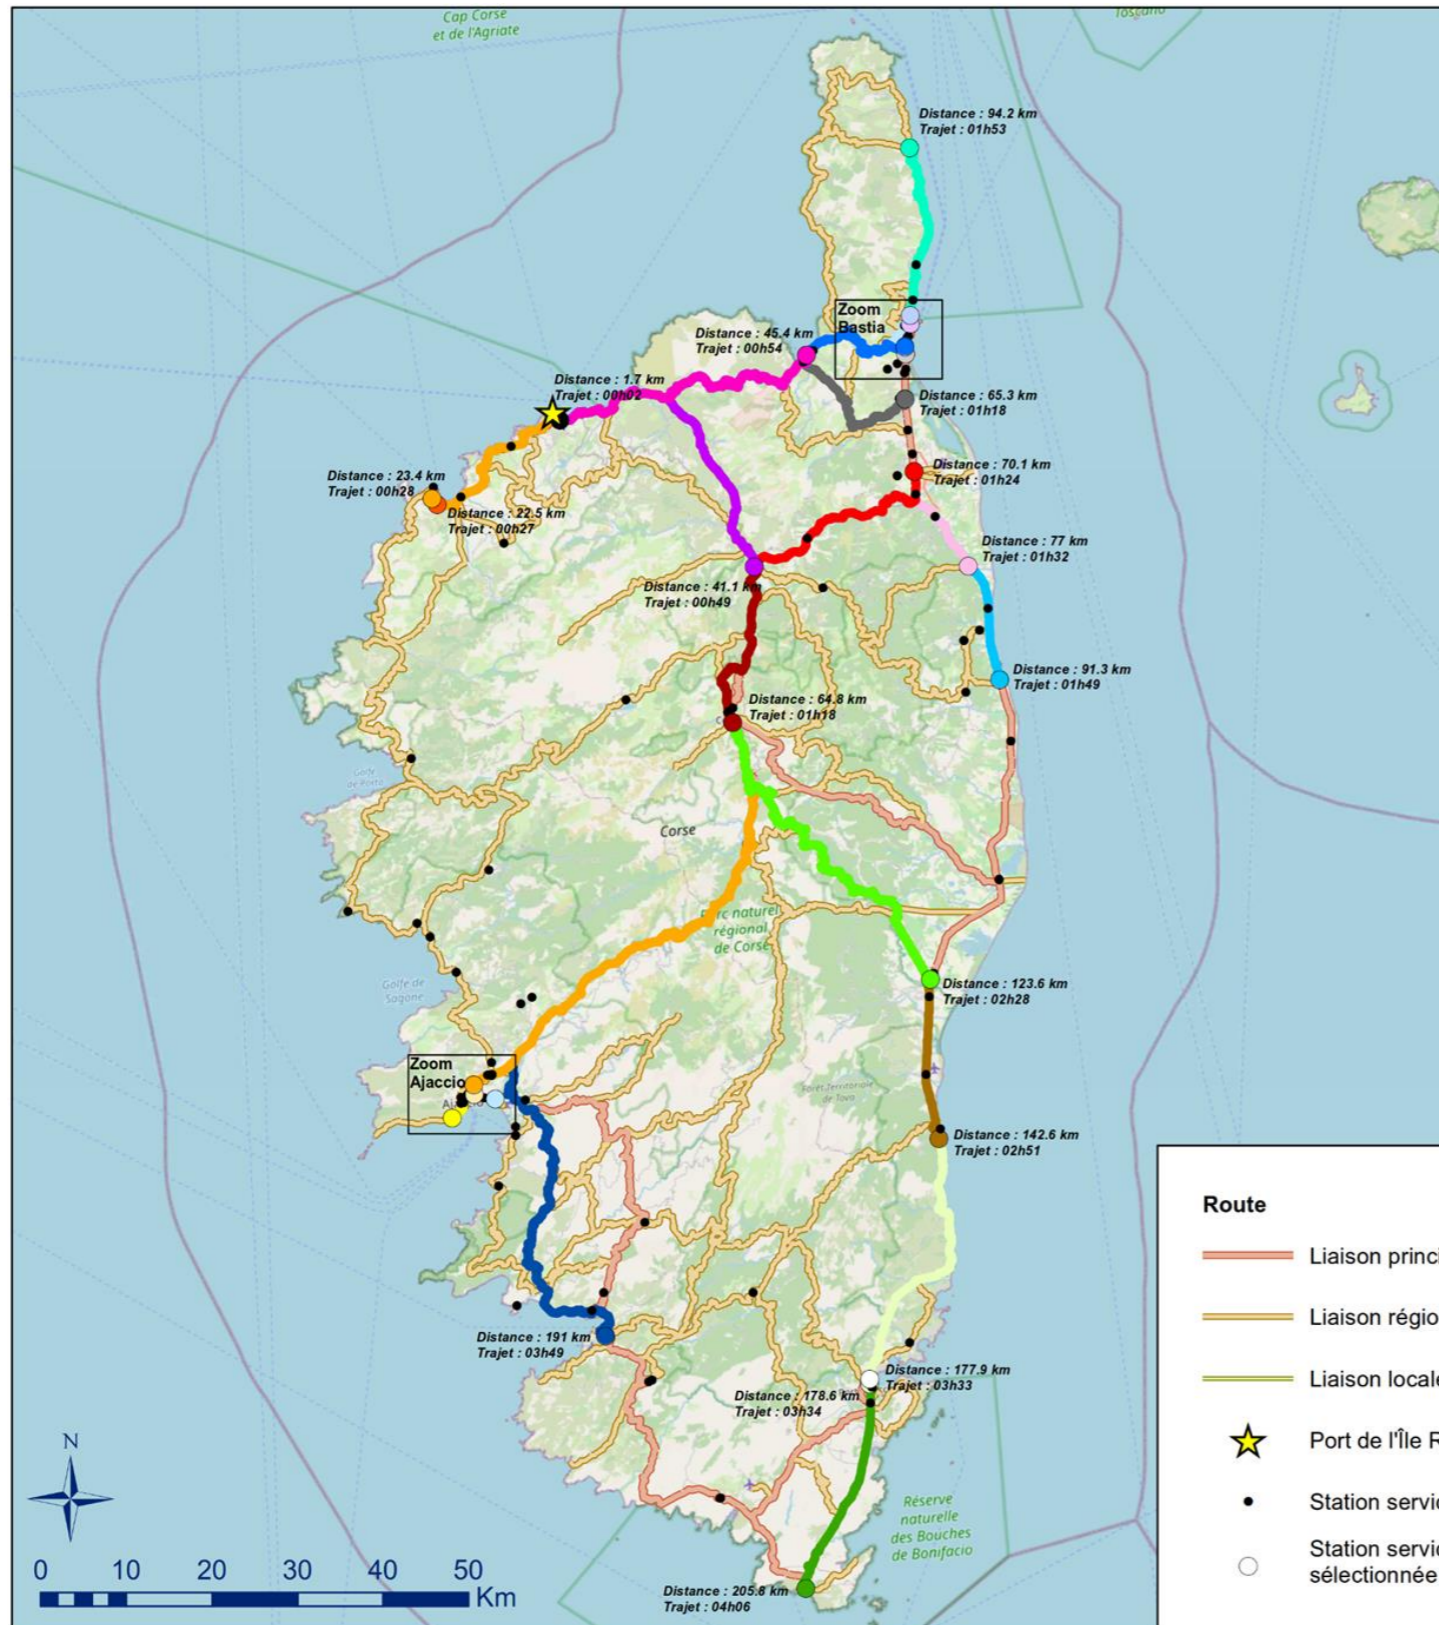 Cap Corse
et de l'Agriate
Toscano
Distance : 94.2 km
Trajet : 01h53
Zoom
Bastia
Distance : 45.4 km
Trajet : 00h54
Distance : 1.7 km
Trajet : 00h02
Distance : 65.3 km
Trajet : 01h18
Distance : 23.4 km
Trajet : 00h28
Distance : 22.5 km
Trajet : 00h27
Distance : 70.1 km
Trajet : 01h24
Distance : 77 km
Trajet : 01h32
Distance : 41.1 km
Trajet : 00h49
Distance : 91.3 km
Trajet : 01h49
Distance : 64.8 km
Trajet : 01h18
Golfe
de Porto
Corse
Parc naturel
régional
de Corse
Golfe de
Sagone
Distance : 123.6 km
Trajet : 02h28
Zoom
Ajaccio
Forêt Territoriale
de Tova
Distance : 142.6 km
Trajet : 02h51
Distance : 191 km
Trajet : 03h49
Distance : 177.9 km
Trajet : 03h33
Distance : 178.6 km
Trajet : 03h34
Réserve
naturelle
des Bouches
de Bonifacio
Distance : 205.8 km
Trajet : 04h06
N
0 10 20 30 40 50
Km
Route
Liaison princi
Liaison régio
Liaison locale
Port de l'Île R
Station servic
Station servic
sélectionnée